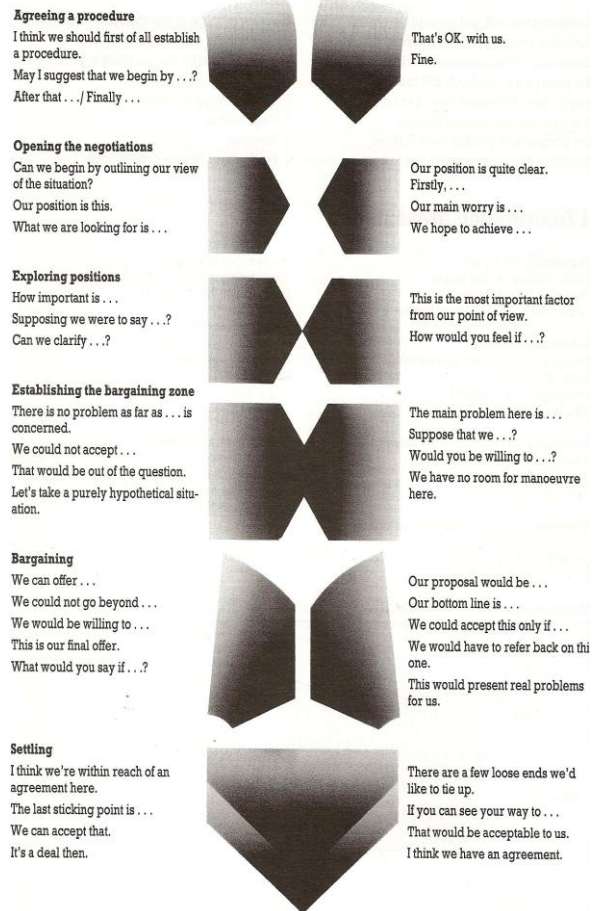 Agreeing a procedure
I think we should first of all establish
a procedure.
May I suggest that we begin by . . .?
After that . . ./ Finally . . .
That's OK. with us.
Fine.
Opening the negotiations
Can we begin by outlining our view
of the situation?
Our position is this.
What we are looking for is . . .
Our position is quite clear.
Firstly, . . .
Our main worry is . . .
We hope to achieve . . .
Exploring positions
How important is . . .
Supposing we were to say . . .?
Can we clarify . . .?
This is the most important factor
from our point of view.
How would you feel if . . .?
Establishing the bargaining zone
There is no problem as far as . . . is
concerned.
We could not accept . . .
That would be out of the question.
Let's take a purely hypothetical situ-
ation.
The main problem here is . . .
Suppose that we . . .?
Would you be willing to . . .?
We have no room for manoeuvre
here.
Bargaining
We can offer . . .
We could not go beyond . . .
We would be willing to . . .
This is our final offer.
What would you say if . . .?
Our proposal would be . . .
Our bottom line is . . .
We could accept this only if . . .
We would have to refer back on thi
one.
This would present real problems
for us.
Settling
I think we're within reach of an
agreement here.
The last sticking point is . . .
We can accept that.
It's a deal then.
There are a few loose ends we'd
like to tie up.
If you can see your way to . . .
That would be acceptable to us.
I think we have an agreement.